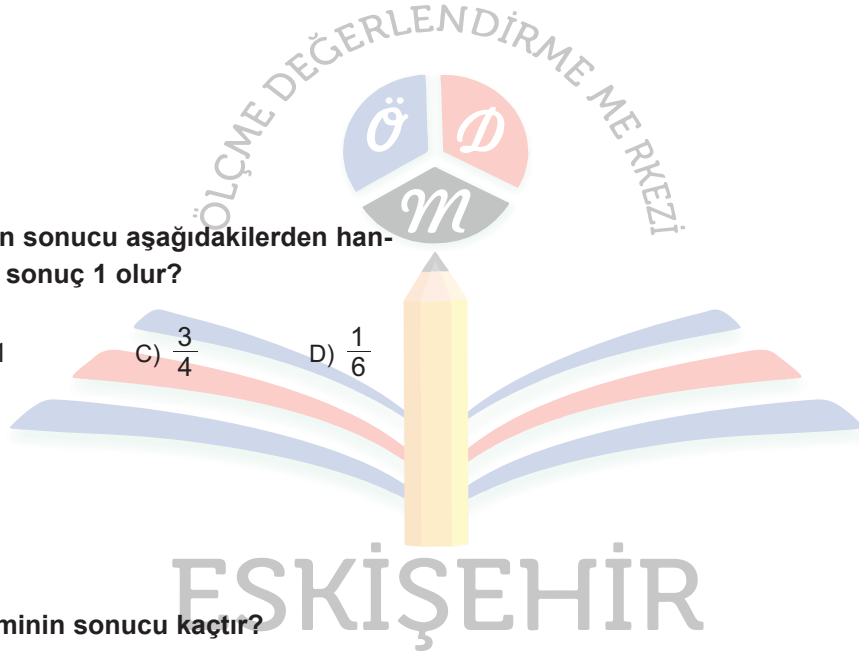 ÖLÇME DEĞERLENDİRME MERKEZİ
Ö D
M
n sonucu aşağıdakilerden han-
sonuç 1 olur?
C) 3/4 D) 1/6
ESKİŞEHİR
minin sonucu kaçtır?